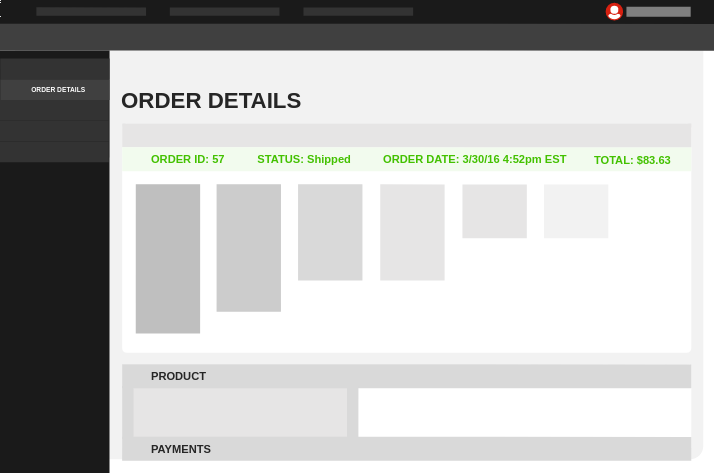 ORDER DETAILS
ORDER DETAILS
ORDER ID: 57 STATUS: Shipped ORDER DATE: 3/30/16 4:52pm EST TOTAL: $83.63
PRODUCT
PAYMENTS